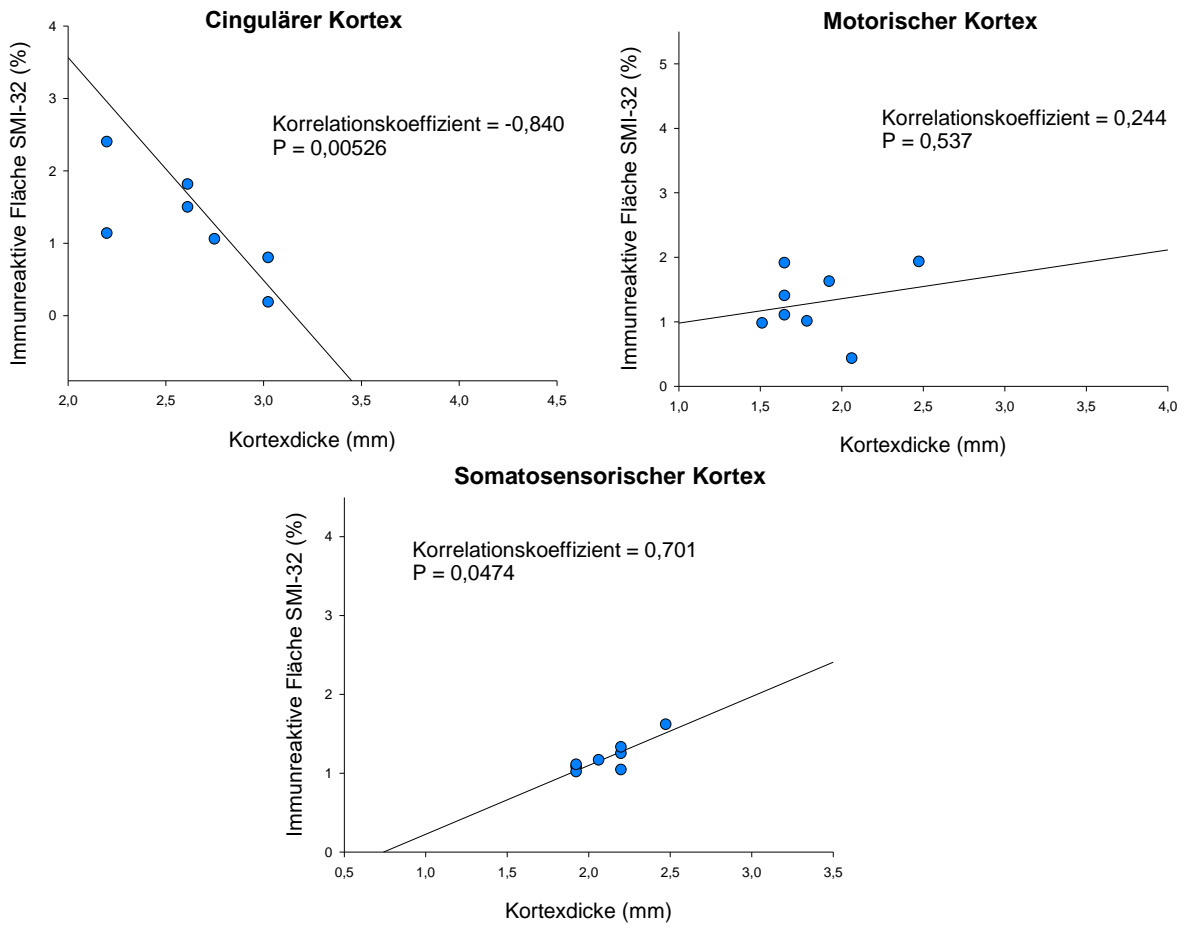 Cingulärer Kortex
Immunreaktive Fläche SMI-32 (%)
4
3
2
1
0
Korrelationskoeffizient = -0,840
P = 0,00526
2,0 2,5 3,0 3,5 4,0 4,5
Kortexdicke (mm)
Motorischer Kortex
Immunreaktive Fläche SMI-32 (%)
5
4
3
2
1
0
Korrelationskoeffizient = 0,244
P = 0,537
1,0 1,5 2,0 2,5 3,0 3,5 4,0
Kortexdicke (mm)
Somatosensorischer Kortex
Immunreaktive Fläche SMI-32 (%)
4
3
2
1
0
Korrelationskoeffizient = 0,701
P = 0,0474
0,5 1,0 1,5 2,0 2,5 3,0 3,5
Kortexdicke (mm)